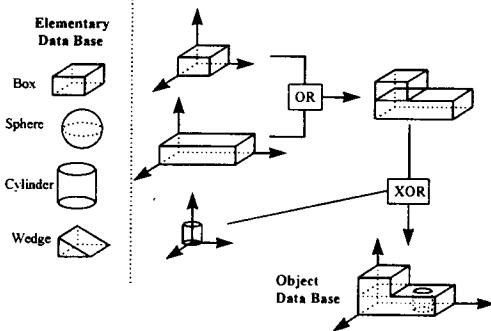 Elementary
Data Base
Box
Sphere
Cylinder
Wedge
OR
XOR
Object
Data Base